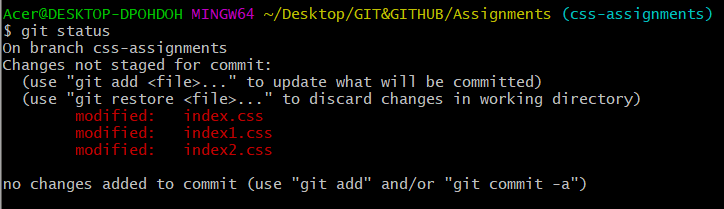 Acer@DESKTOP-DPOHDOH MINGW64 ~/Desktop/GIT&GITHUB/Assignments (css-assignments)
$ git status
On branch css-assignments
Changes not staged for commit:
  (use "git add <file>..." to update what will be committed)
  (use "git restore <file>..." to discard changes in working directory)
        modified:   index.css
        modified:   index1.css
        modified:   index2.css
no changes added to commit (use "git add" and/or "git commit -a")